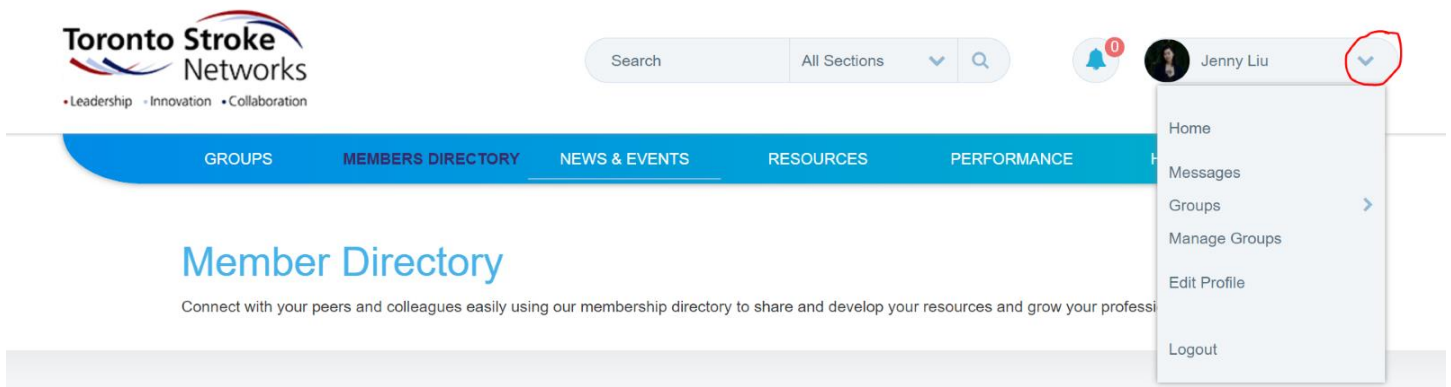 Toronto Stroke
Networks
•Leadership •Innovation •Collaboration
Search
All Sections
0
Jenny Liu
GROUPS
MEMBERS DIRECTORY
NEWS & EVENTS
RESOURCES
PERFORMANCE
Home
Messages
Groups
Manage Groups
Edit Profile
Logout
Member Directory
Connect with your peers and colleagues easily using our membership directory to share and develop your resources and grow your